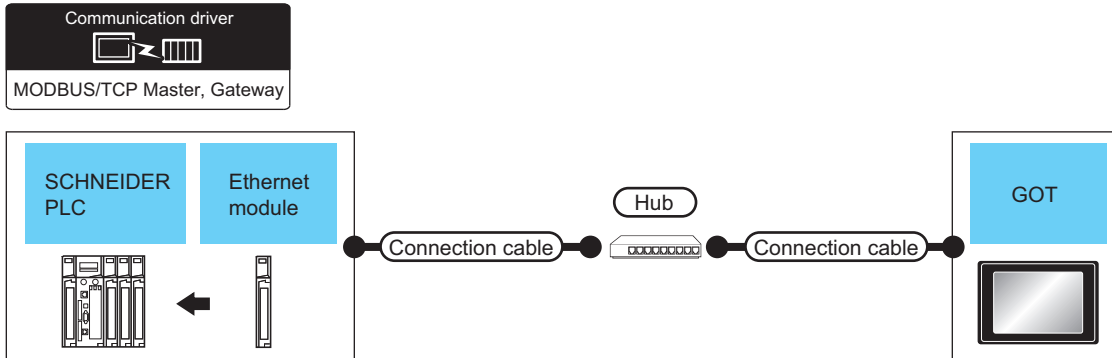 Communication driver
MODBUS/TCP Master, Gateway
SCHNEIDER
PLC
Ethernet
module
Connection cable
Hub
Connection cable
GOT